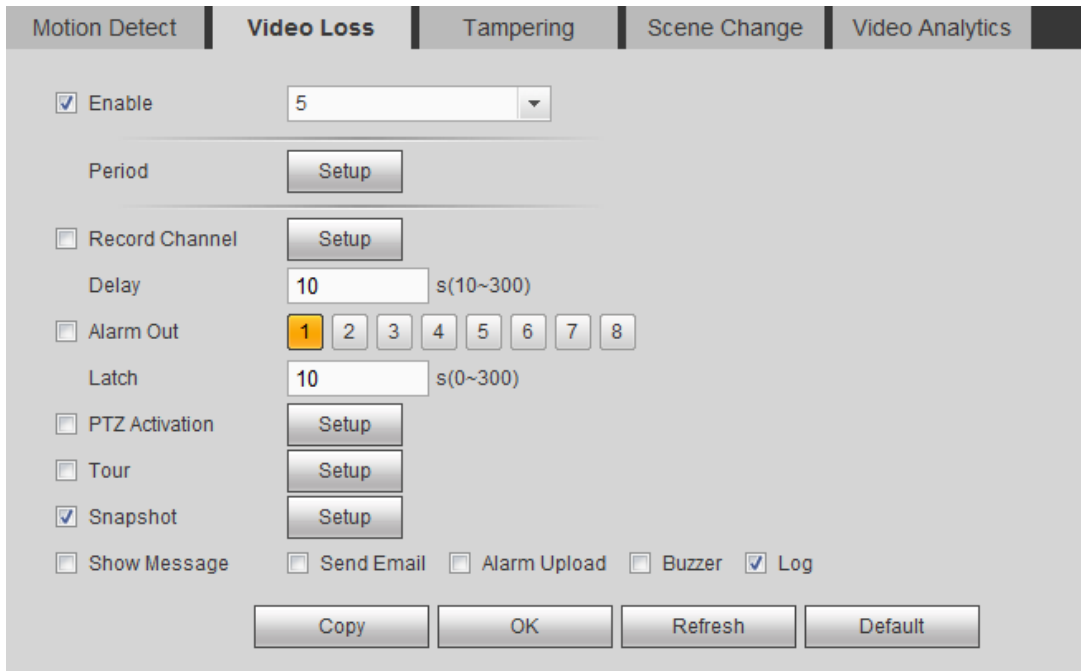 Motion Detect Video Loss Tampering Scene Change Video Analytics
Enable 5
Period Setup
Record Channel Setup
Delay 10 s(10~300)
Alarm Out 1 2 3 4 5 6 7 8
Latch 10 s(0~300)
PTZ Activation Setup
Tour Setup
Snapshot Setup
Show Message Send Email Alarm Upload Buzzer Log
Copy OK Refresh Default